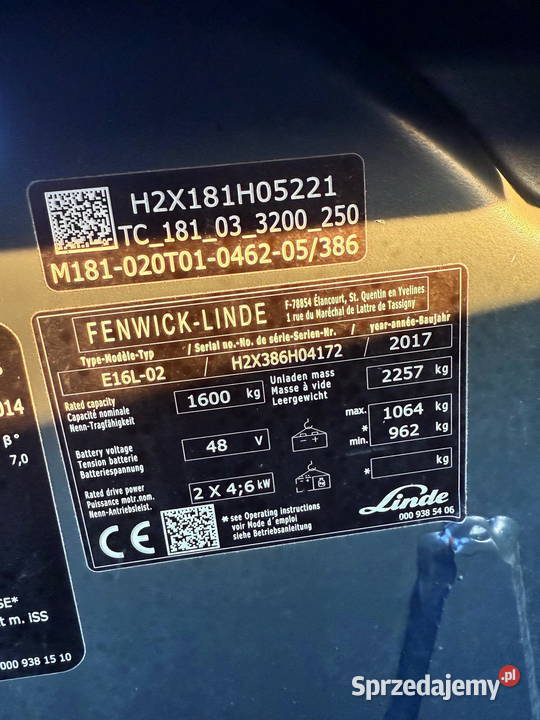 H2X181H05221
TC_181_03_3200_250
M181-020T01-0462-05/386
FENWICK-LINDE
F-78854 Élancourt, St. Quentin en Yvelines
1 rue du Maréchal de Lattre de Tassigny
Type-Modèle-Typ / Serial no.-No. de série-Serien-Nr. / year-année-Baujahr
E16L-02 / H2X386H04172 / 2017
Rated capacity
Capacité nominale
Nenn-Tragfähigkeit
1600 kg
Unladen mass
Masse à vide
Leergewicht
2257 kg
Battery voltage
Tension batterie
Batteriespannung
48 V
- +
max. 1064 kg
* min. 962 kg
Rated drive power
Puissance motr.nom.
Nenn-Antriebsleist.
2 X 4;6 kW
* kg
CE
* see Operating instructions
voir Mode d'emploi
siehe Betriebsanleitung
Linde
000 938 54 06
014
β°
7,0
SE*
t m. ISS
000 938 15 10
Sprzedajemy.pl